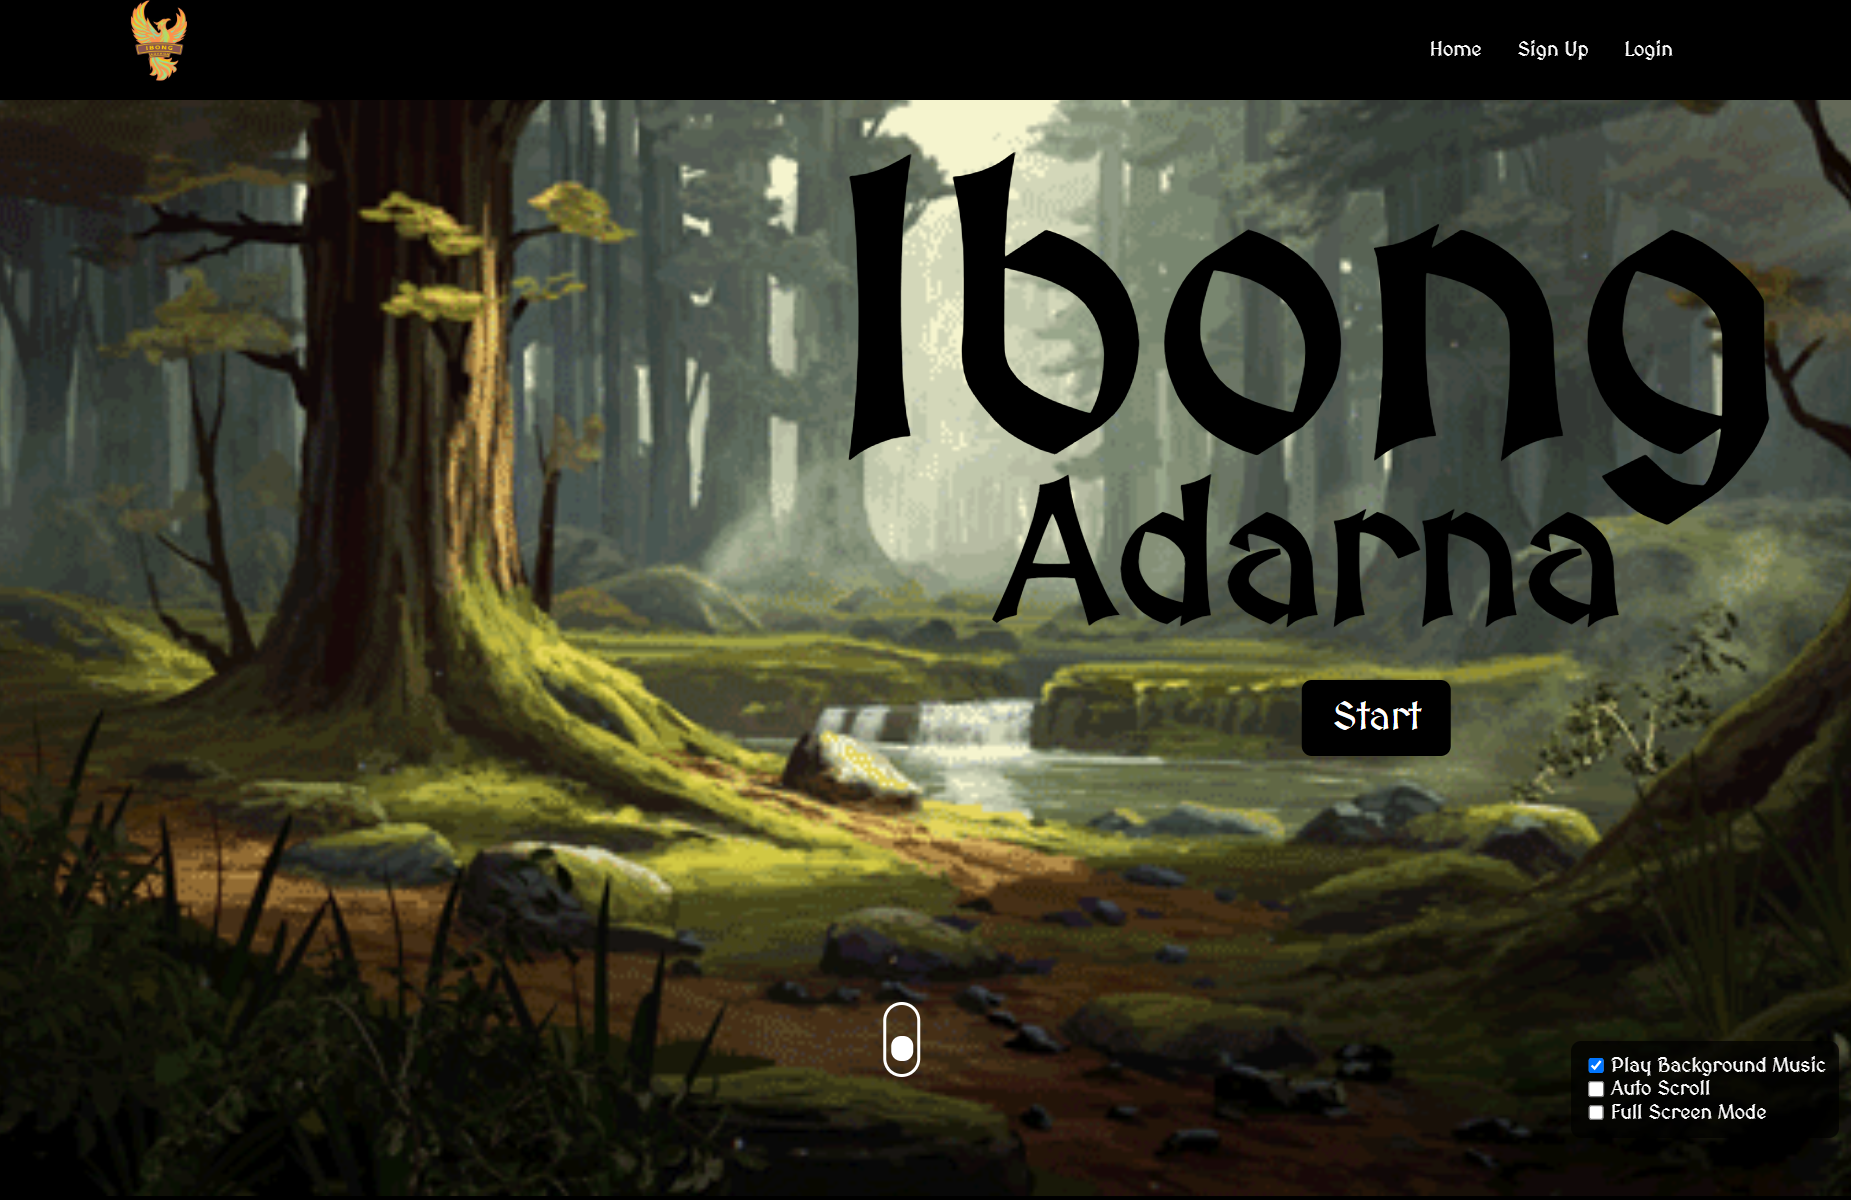 IBONG
Home
Sign Up
Login
Ibong
Adarna
Start
Play Background Music
Auto Scroll
Full Screen Mode